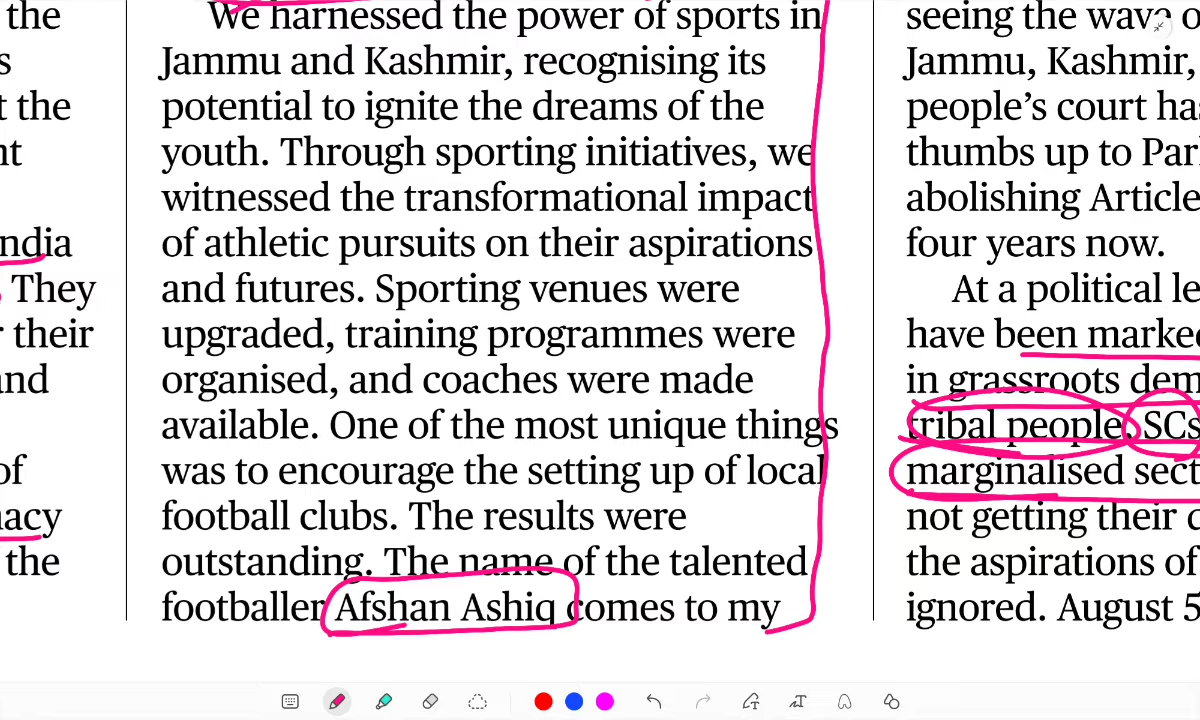 the
s
t the
nt
ndia
They
r their
and
of
nacy
the
We harnessed the power of sports in
Jammu and Kashmir, recognising its
potential to ignite the dreams of the
youth. Through sporting initiatives, we
witnessed the transformational impact
of athletic pursuits on their aspirations
and futures. Sporting venues were
upgraded, training programmes were
organised, and coaches were made
available. One of the most unique things
was to encourage the setting up of local
football clubs. The results were
outstanding. The name of the talented
footballer Afshan Ashiq comes to my
seeing the wave o
Jammu, Kashmir,
people’s court has
thumbs up to Parl
abolishing Article
four years now.
At a political le
have been marked
in grassroots dem
tribal people, SCs
marginalised sect
not getting their d
the aspirations of
ignored. August 5